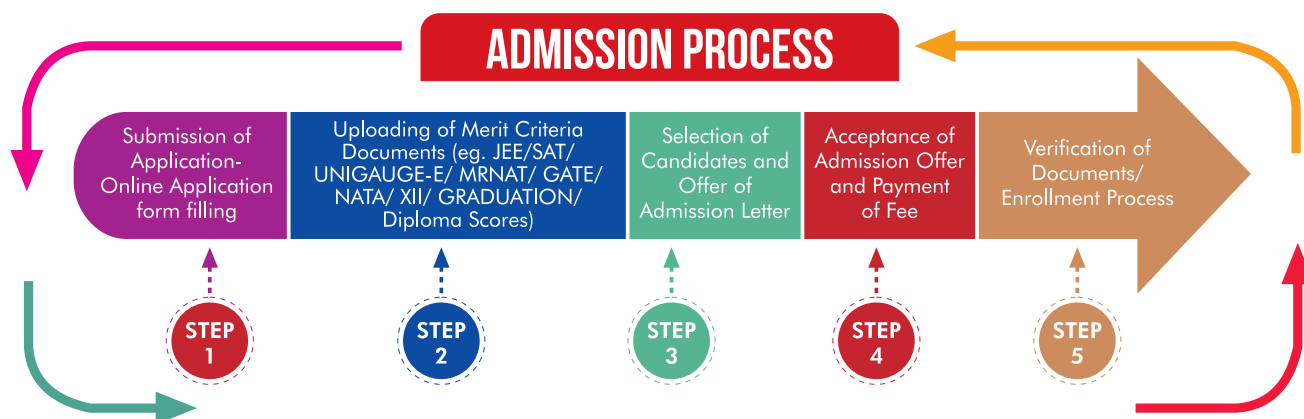 ADMISSION PROCESS
Submission of
Application-
Online Application
form filling
Uploading of Merit Criteria
Documents (eg. JEE/SAT/
UNIGAUGE-E/ MRNAT/ GATE/
NATA/ XII/ GRADUATION/
Diploma Scores)
Selection of
Candidates and
Offer of
Admission Letter
Acceptance of
Admission Offer
and Payment
of Fee
Verification of
Documents/
Enrollment Process
STEP
1
STEP
2
STEP
3
STEP
4
STEP
5